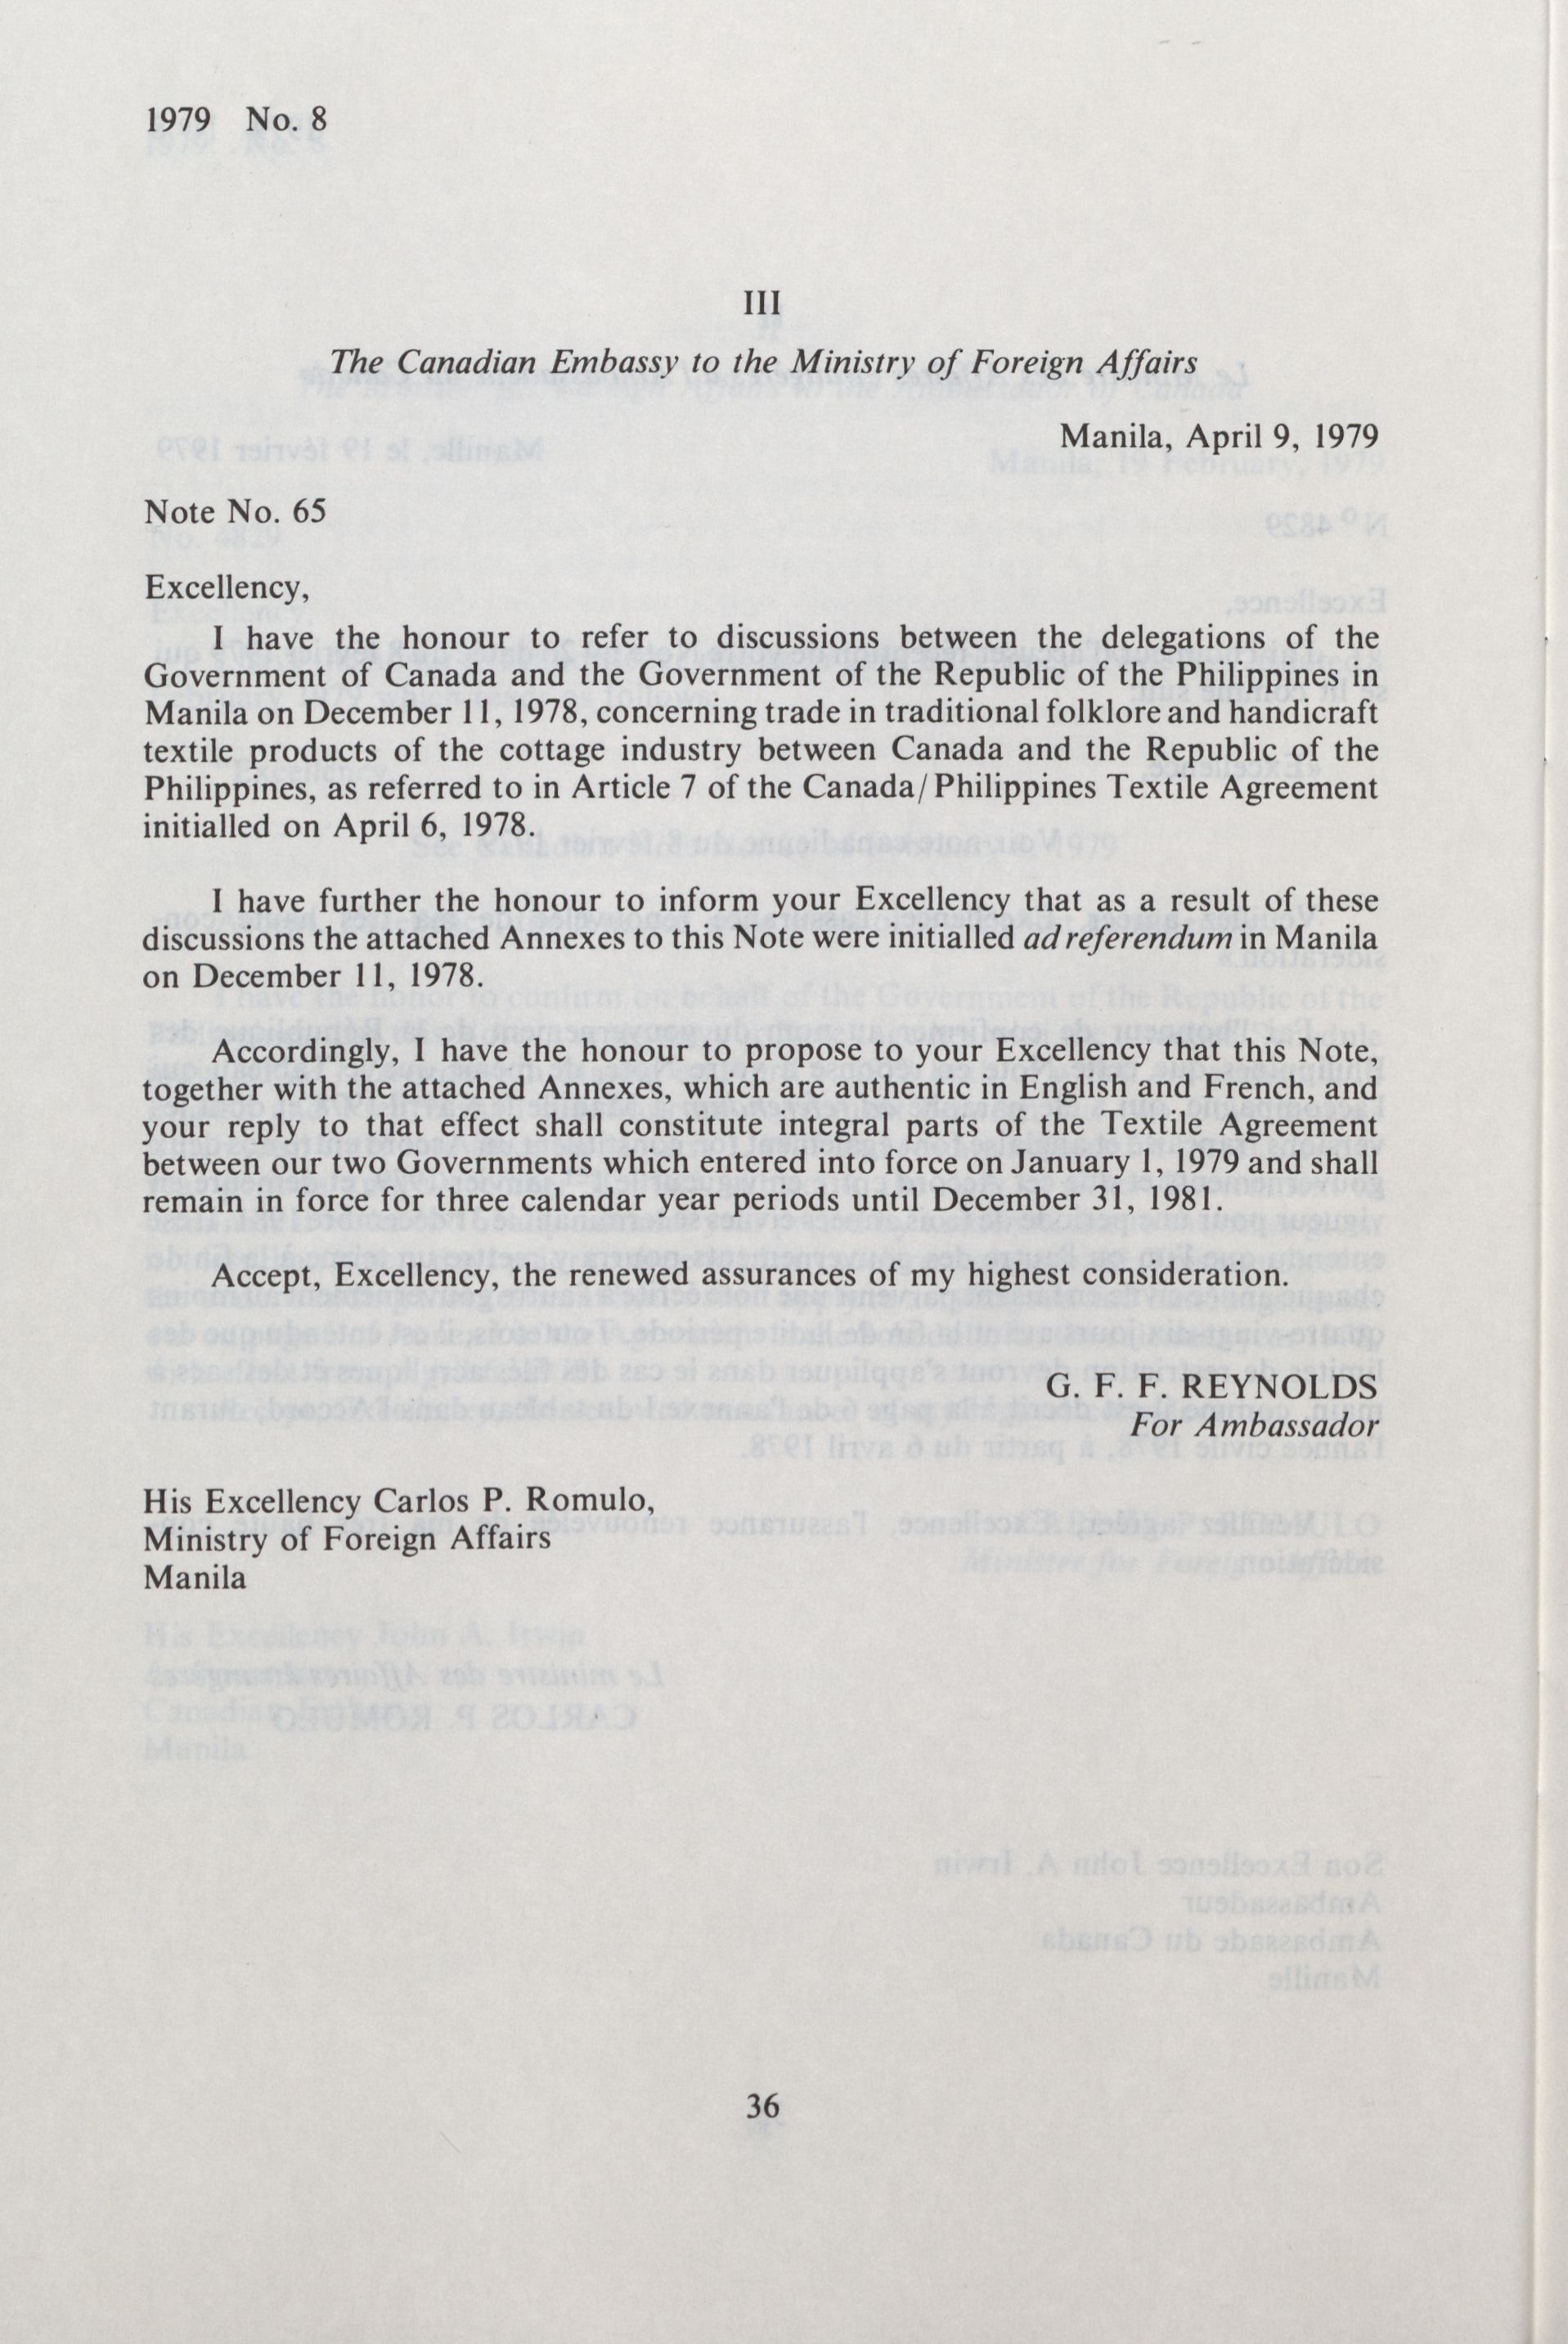 1979 No. 8
III
The Canadian Embassy to the Ministry of Foreign Affairs
Manila, April 9, 1979
Note No. 65
Excellency,
I have the honour to refer to discussions between the delegations of the
Government of Canada and the Government of the Republic of the Philippines in
Manila on December 11, 1978, concerning trade in traditional folklore and handicraft
textile products of the cottage industry between Canada and the Republic of the
Philippines, as referred to in Article 7 of the Canada/Philippines Textile Agreement
initialled on April 6, 1978.
I have further the honour to inform your Excellency that as a result of these
discussions the attached Annexes to this Note were initialled ad referendum in Manila
on December 11, 1978.
Accordingly, I have the honour to propose to your Excellency that this Note,
together with the attached Annexes, which are authentic in English and French, and
your reply to that effect shall constitute integral parts of the Textile Agreement
between our two Governments which entered into force on January 1, 1979 and shall
remain in force for three calendar year periods until December 31, 1981.
Accept, Excellency, the renewed assurances of my highest consideration.
G. F. F. REYNOLDS
For Ambassador
His Excellency Carlos P. Romulo,
Ministry of Foreign Affairs
Manila
36